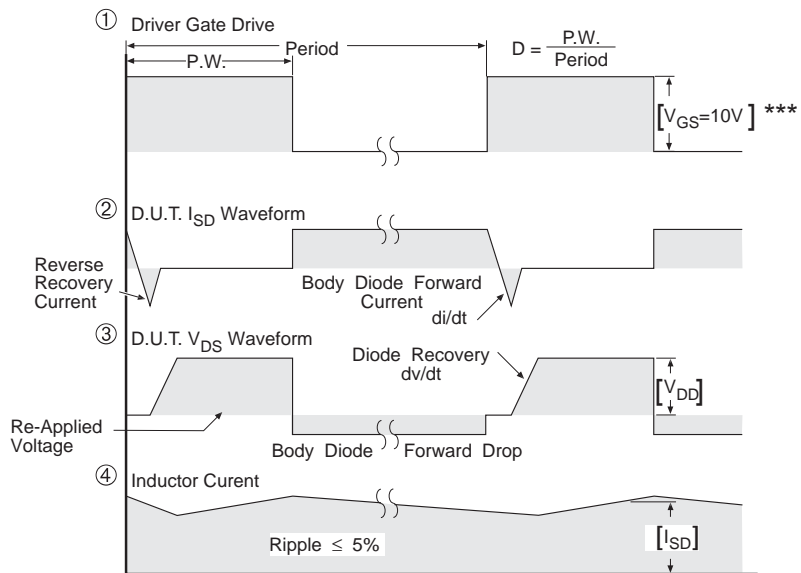 ① Driver Gate Drive
P.W.
Period
D = P.W.
Period
[VGS=10V] ***
② D.U.T. ISD Waveform
Reverse
Recovery
Current
Body Diode Forward
Current
di/dt
③ D.U.T. VDS Waveform
Diode Recovery
dv/dt
[VDD]
Re-Applied
Voltage
Body Diode Forward Drop
④ Inductor Curent
Ripple ≤ 5%
[ISD]